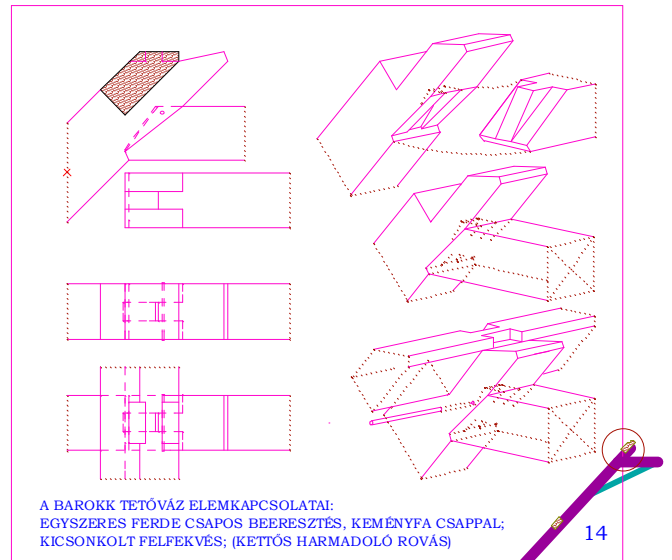 A BAROKK TETŐVÁZ ELEMKAPCSOLATAI:
EGYSZERES FERDE CSAPOS BEERESZTÉS, KEMÉNYFA CSAPPAL;
KICSONKOLT FELFEKVÉS; (KETTŐS HARMADOLÓ ROVÁS)
14